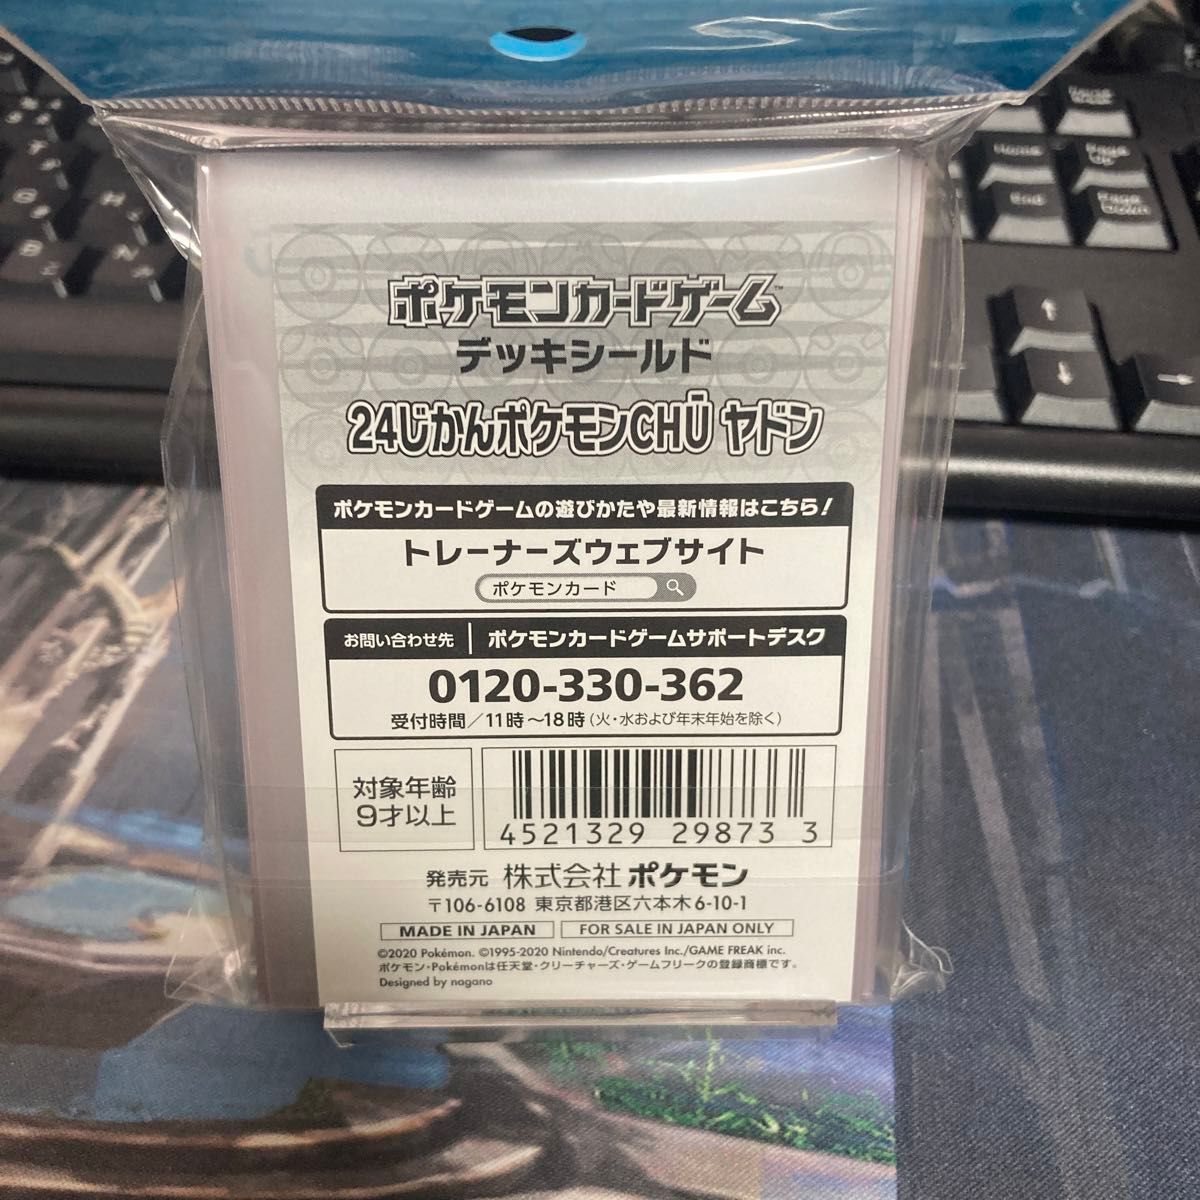 ポケモンカードゲーム™
デッキシールド
24じかんポケモンCHŪ ヤドン
ポケモンカードゲームの遊びかたや最新情報はこちら!
トレーナーズウェブサイト
ポケモンカード
お問い合わせ先 ポケモンカードゲームサポートデスク
0120-330-362
受付時間/11時～18時(火・水および年末年始を除く)
対象年齢
9才以上
4521329 29873 3
発売元 株式会社 ポケモン
〒106-6108 東京都港区六本木6-10-1
MADE IN JAPAN FOR SALE IN JAPAN ONLY
©2020 Pokémon. ©1995-2020 Nintendo/Creatures Inc./GAME FREAK inc.
ポケモン・Pokémonは任天堂・クリーチャーズ・ゲームフリークの登録商標です。
Designed by nagano
Home
Page Up
End
Page Down
↑
↓
→